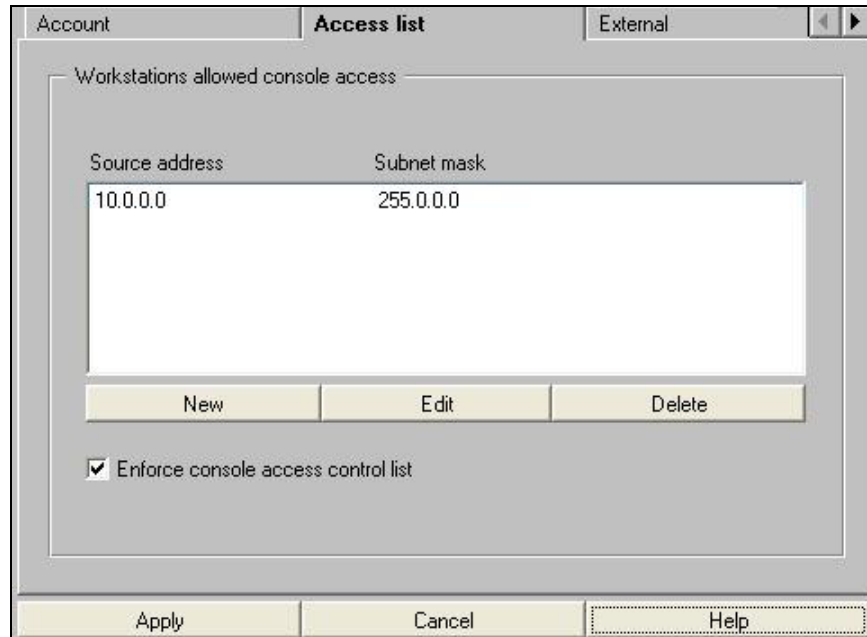 Account Access list External
Workstations allowed console access
Source address Subnet mask
10.0.0.0 255.0.0.0
New Edit Delete
Enforce console access control list
Apply Cancel Help